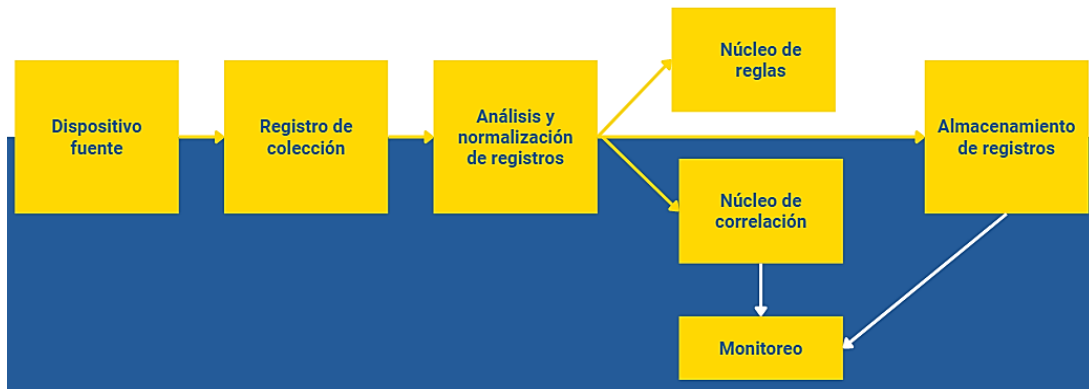 Dispositivo
fuente
Registro de
colección
Análisis y
normalización
de registros
Núcleo de
reglas
Núcleo de
correlación
Monitoreo
Almacenamiento
de registros